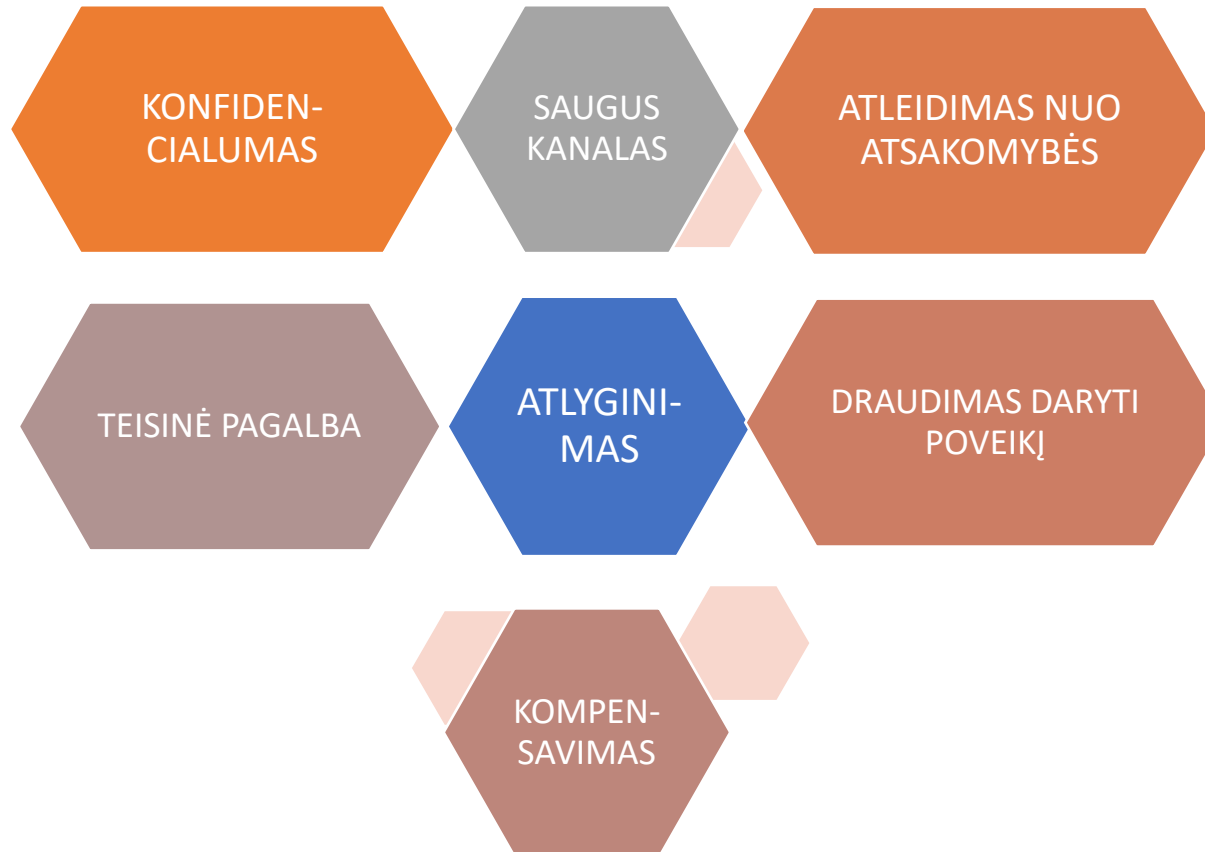 KONFIDEN-
CIALUMAS
SAUGUS
KANALAS
ATLEIDIMAS NUO
ATSAKOMYBĖS
TEISINĖ PAGALBA
ATLYGINI-
MAS
DRAUDIMAS DARYTI
POVEIKĮ
KOMPEN-
SAVIMAS